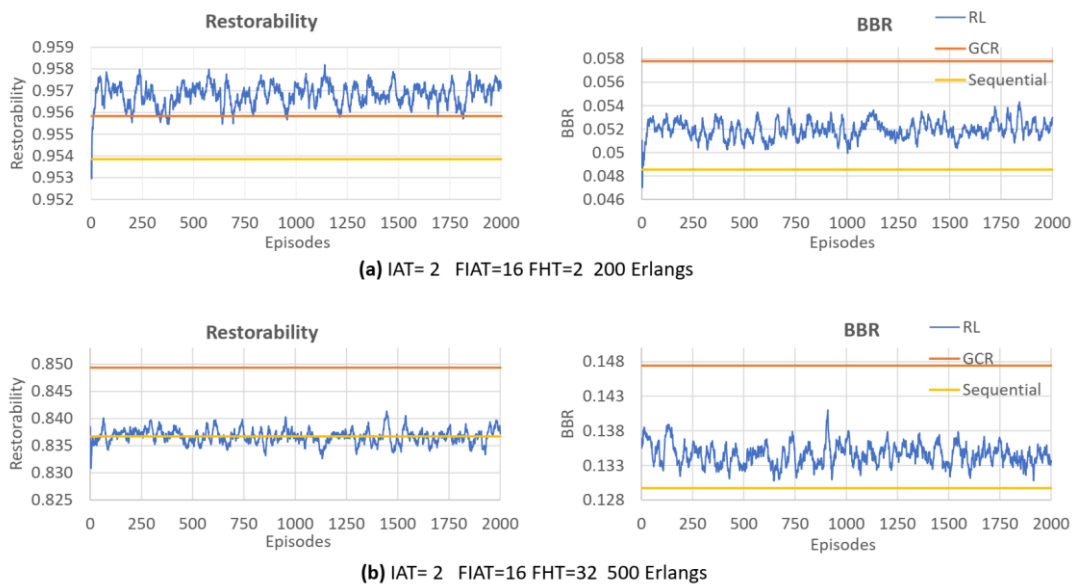 Restorability
0.959
0.958
0.957
0.956
0.955
0.954
0.953
0.952
Restorability
0 250 500 750 1000 1250 1500 1750 2000
Episodes
BBR
RL
GCR
Sequential
0.058
0.056
0.054
0.052
0.05
0.048
0.046
BBR
0 250 500 750 1000 1250 1500 1750 2000
Episodes
(a) IAT= 2 FIAT=16 FHT=2 200 Erlangs
Restorability
0.850
0.845
0.840
0.835
0.830
0.825
Restorability
0 250 500 750 1000 1250 1500 1750 2000
Episodes
BBR
RL
GCR
Sequential
0.148
0.143
0.138
0.133
0.128
BBR
0 250 500 750 1000 1250 1500 1750 2000
Episodes
(b) IAT= 2 FIAT=16 FHT=32 500 Erlangs